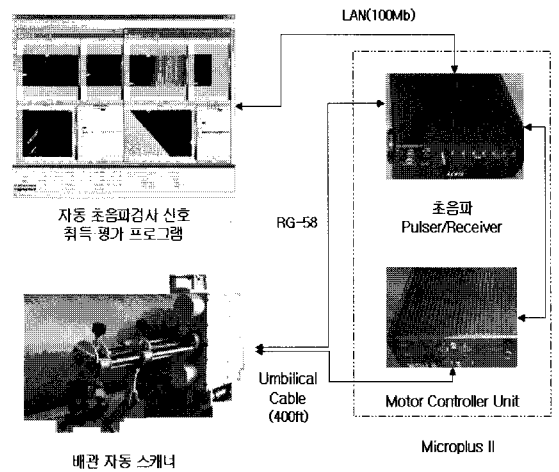 LAN(100Mb)
자동 초음파검사 신호
취득·평가 프로그램
RG-58
초음파
Pulser/Receiver
Umbilical
Cable
(400ft)
Motor Controller Unit
배관 자동 스캐너
Microplus II